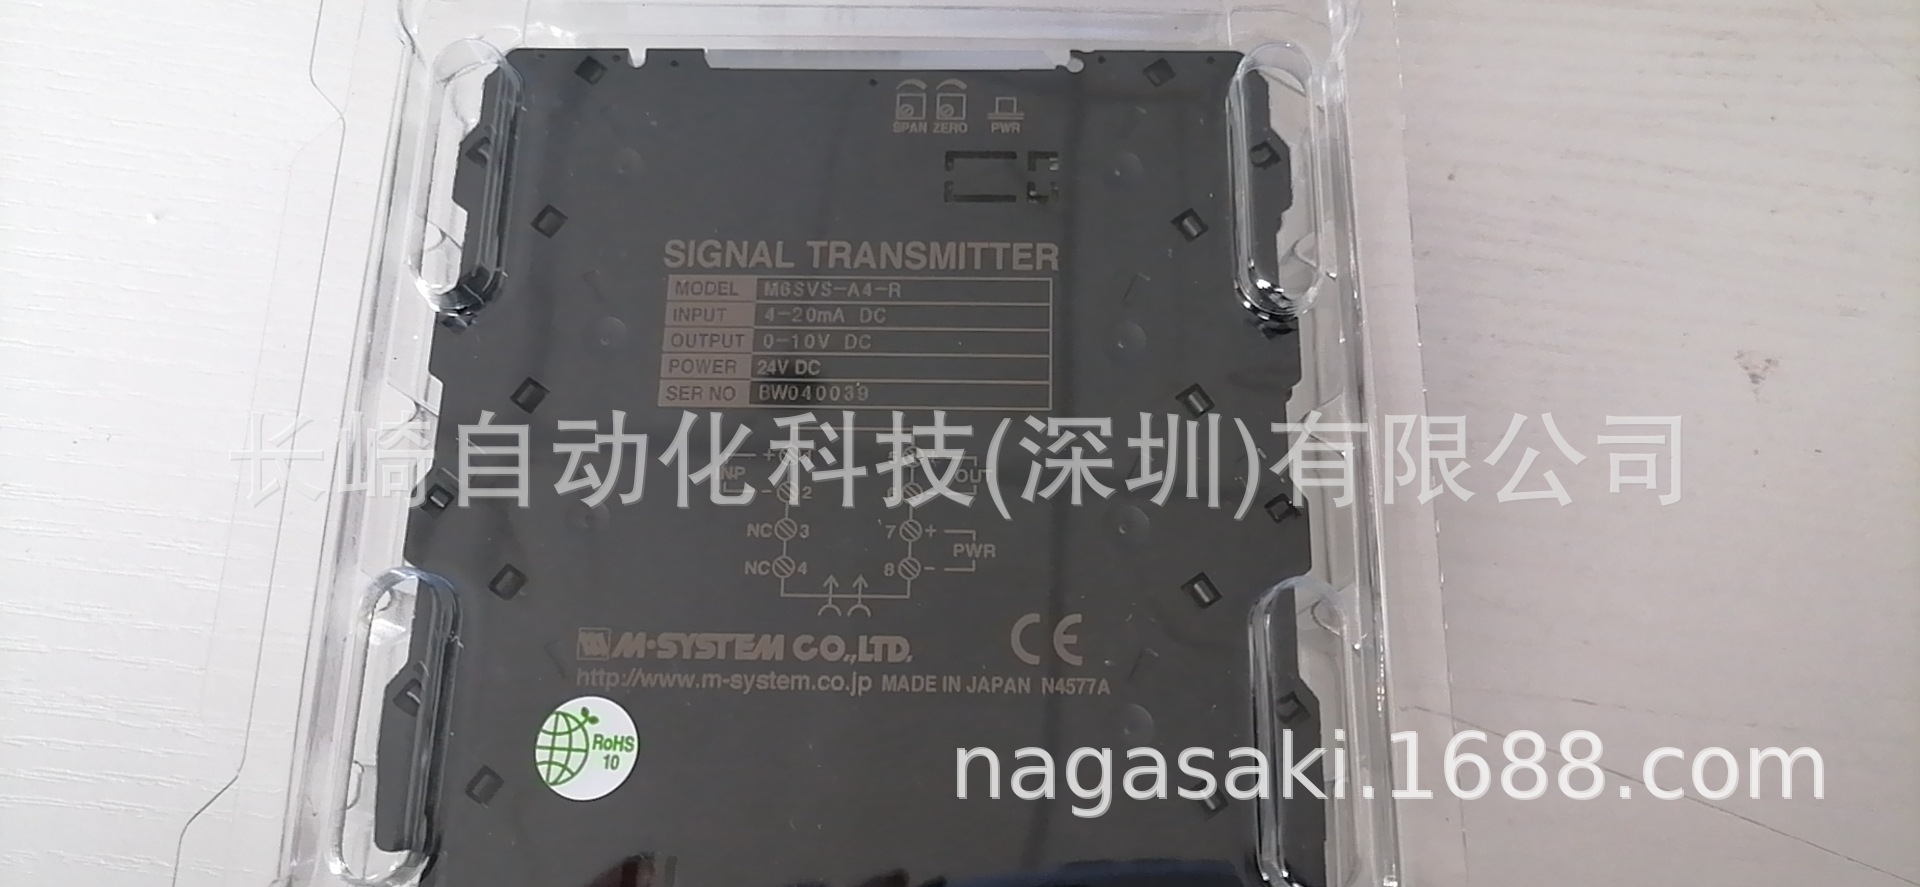 SPAN ZERO PWR
SIGNAL TRANSMITTER
MODEL M6SVS-A4-R
INPUT 4-20mA DC
OUTPUT 0-10V DC
POWER 24V DC
SER NO BW040039
长崎自动化科技(深圳)有限公司
+ OUT
- 2
NC 3 7 + PWR
NC 4 8 -
M-SYSTEM CO.,LTD. CE
http://www.m-system.co.jp MADE IN JAPAN N4577A
RoHS
10
nagasaki.1688.com